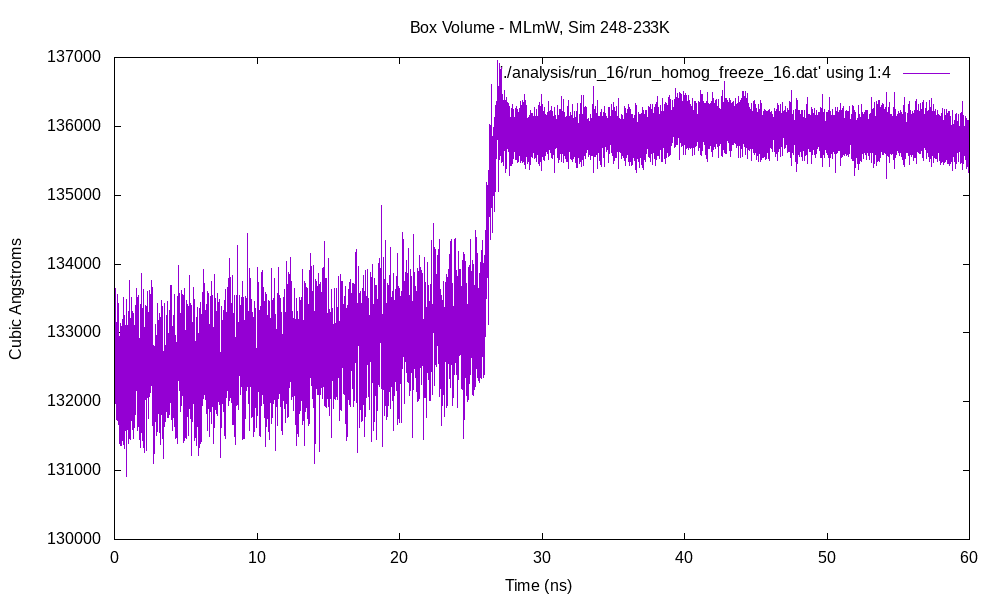 Box Volume - MLmW, Sim 248-233K
137000
'./analysis/run_16/run_homog_freeze_16.dat' using 1:4
136000
135000
134000
133000
132000
131000
130000
Cubic Angstroms
0 10 20 30 40 50 60
Time (ns)